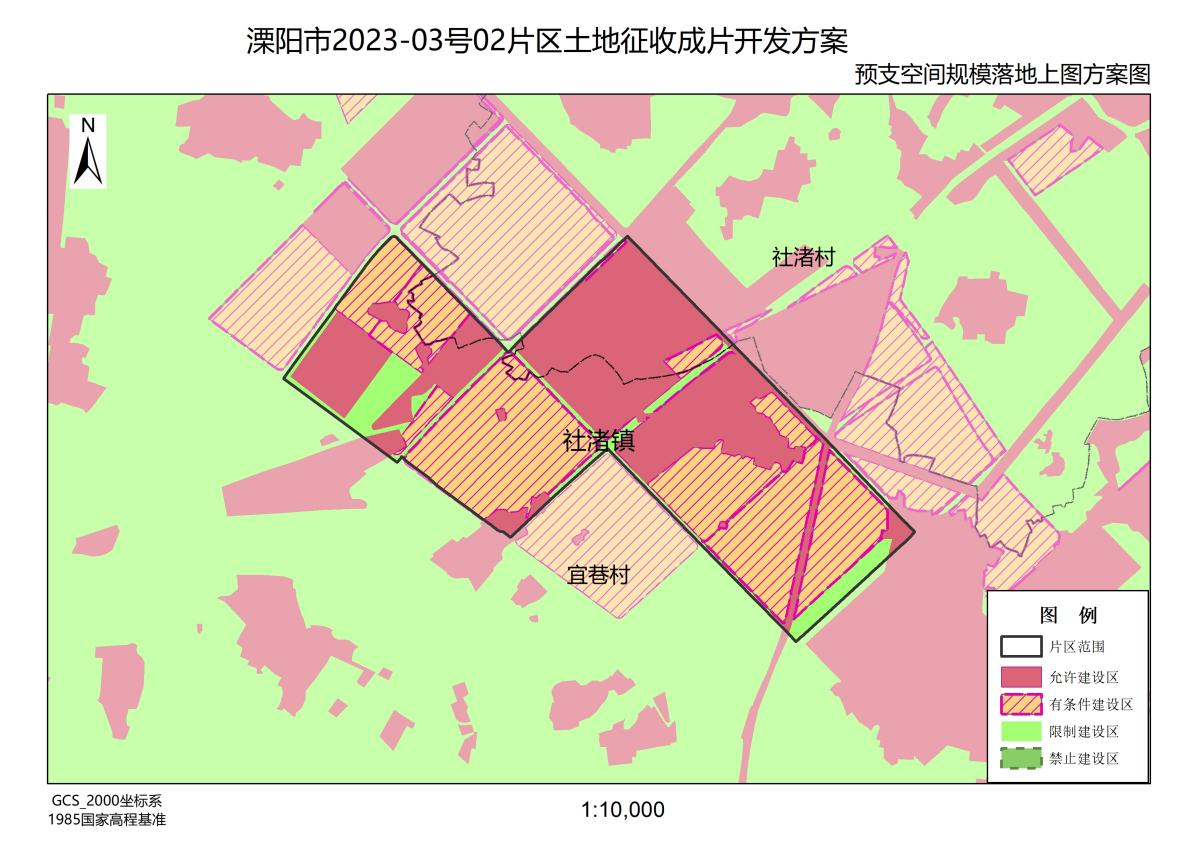 溧阳市2023-03号02片区土地征收成片开发方案
预支空间规模落地上图方案图
N
社渚村
社渚镇
宜巷村
图 例
片区范围
允许建设区
有条件建设区
限制建设区
禁止建设区
GCS_2000坐标系
1985国家高程基准
1:10,000